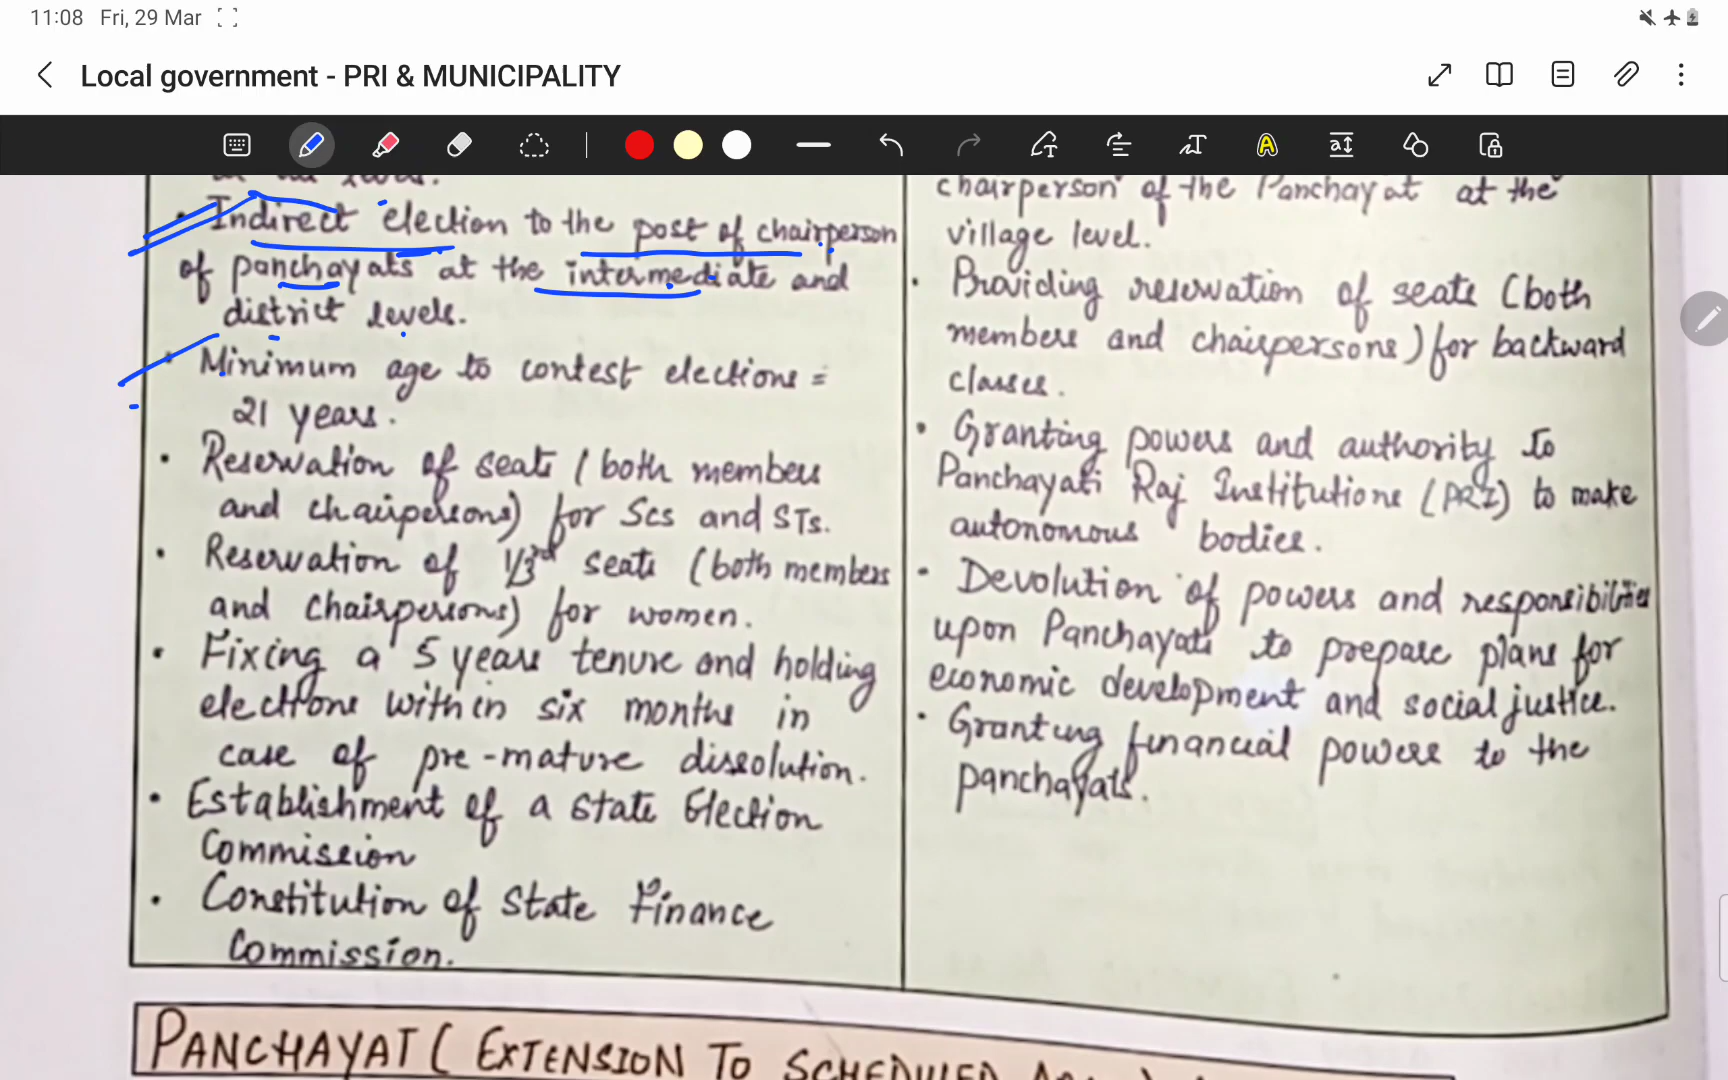 11:08 Fri, 29 Mar
Local government - PRI & MUNICIPALITY
at all levels.
• Indirect election to the post of chairperson
of panchayats at the intermediate and
district levels.
• Minimum age to contest elections =
21 years.
• Reservation of seats (both members
and chairpersons) for SCs and STs.
• Reservation of 1/3rd seats (both members
and chairpersons) for women.
• Fixing a 5 years tenure and holding
elections within six months in
case of pre-mature dissolution.
• Establishment of a State Election
Commission
• Constitution of State Finance
Commission.
chairperson of the Panchayat at the
village level.
• Providing reservation of seats (both
members and chairpersons) for backward
classes.
• Granting powers and authority to
Panchayati Raj Institutions (PRI) to make
autonomous bodies.
• Devolution of powers and responsibilities
upon Panchayats to prepare plans for
economic development and social justice.
• Granting financial powers to the
panchayats.
PANCHAYAT (EXTENSION TO SCHEDULED